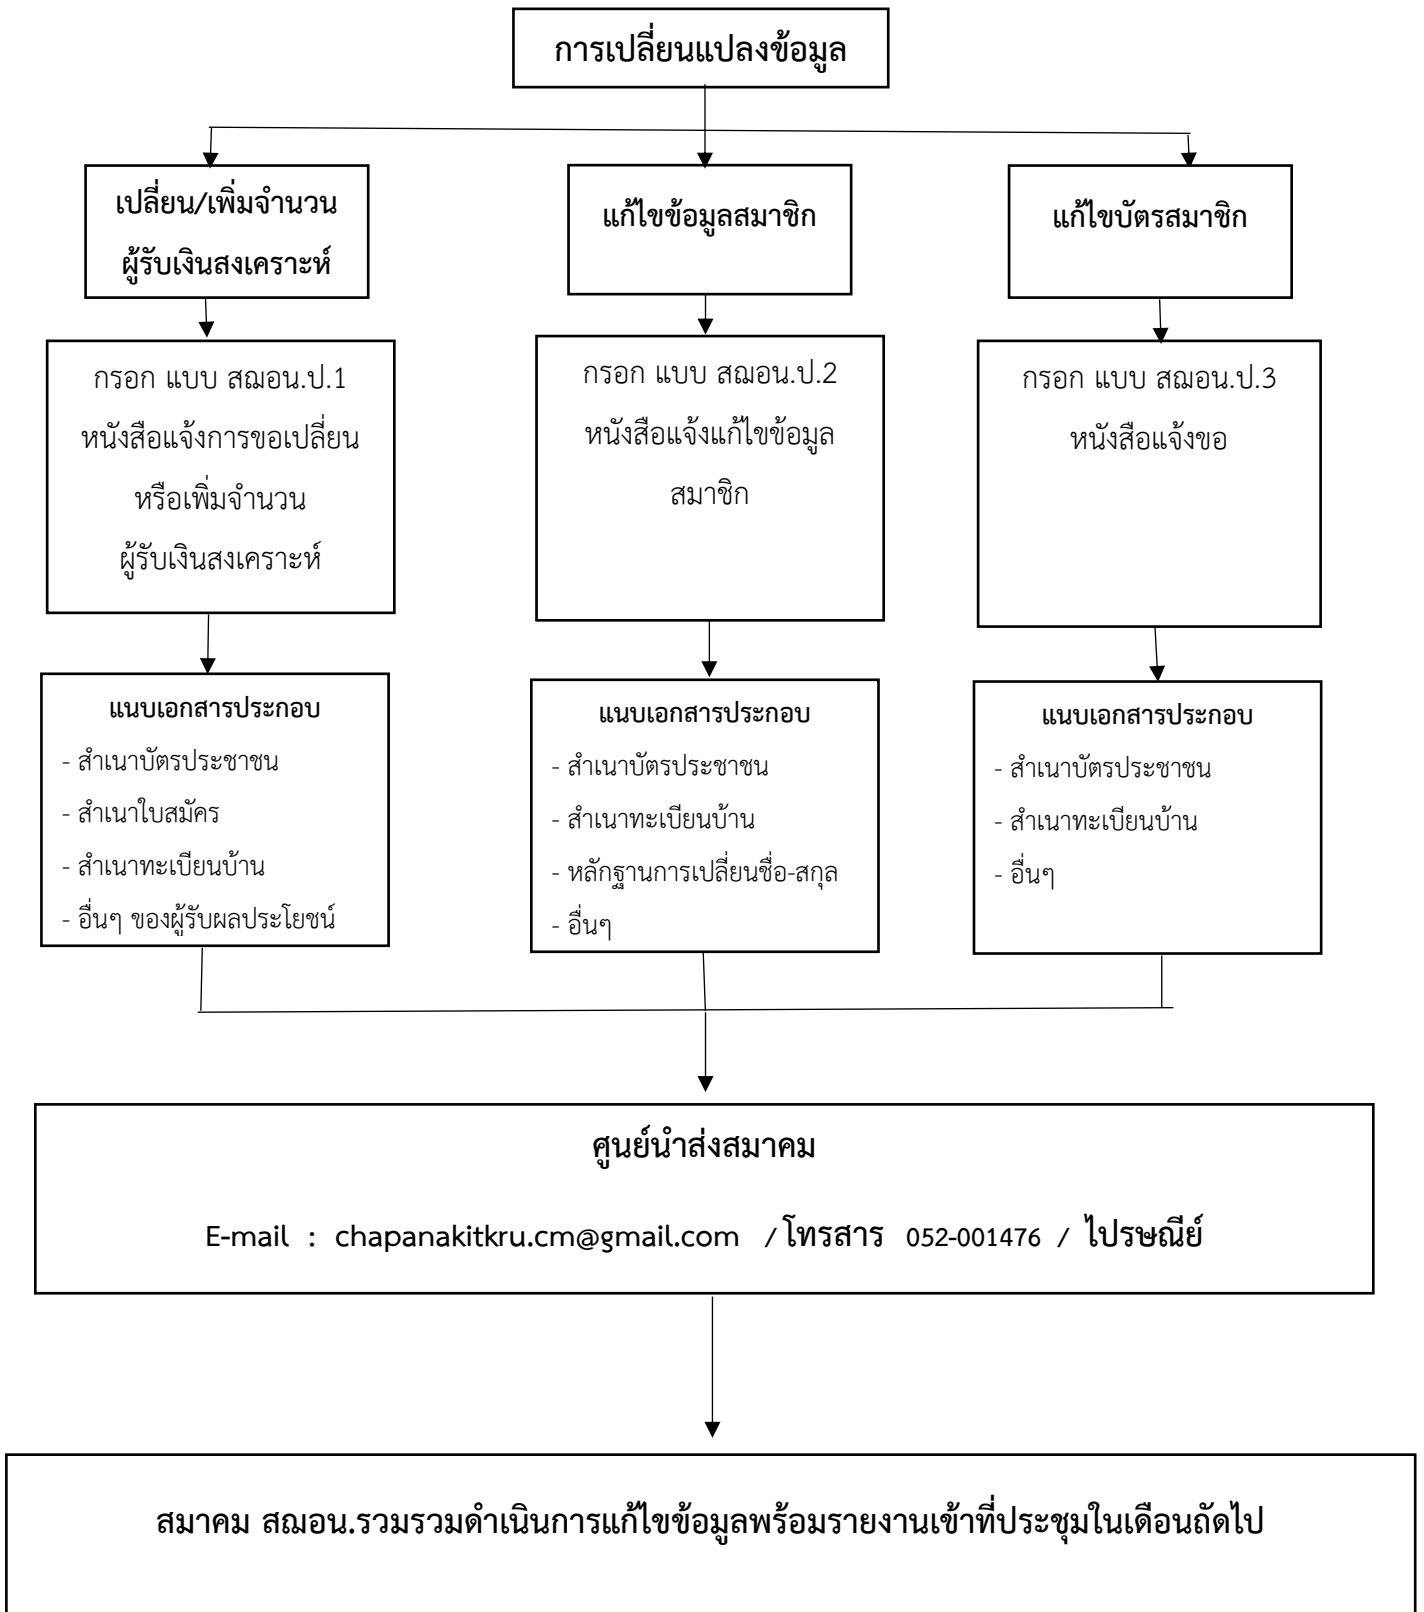 การเปลี่ยนแปลงข้อมูล
เปลี่ยน/เพิ่มจำนวน
ผู้รับเงินสงเคราะห์
แก้ไขข้อมูลสมาชิก
แก้ไขบัตรสมาชิก
กรอก แบบ สฌอน.ป.1
หนังสือแจ้งการขอเปลี่ยน
หรือเพิ่มจำนวน
ผู้รับเงินสงเคราะห์
กรอก แบบ สฌอน.ป.2
หนังสือแจ้งแก้ไขข้อมูล
สมาชิก
กรอก แบบ สฌอน.ป.3
หนังสือแจ้งขอ
แนบเอกสารประกอบ
- สำเนาบัตรประชาชน
- สำเนาใบสมัคร
- สำเนาทะเบียนบ้าน
- อื่นๆ ของผู้รับผลประโยชน์
แนบเอกสารประกอบ
- สำเนาบัตรประชาชน
- สำเนาทะเบียนบ้าน
- หลักฐานการเปลี่ยนชื่อ-สกุล
- อื่นๆ
แนบเอกสารประกอบ
- สำเนาบัตรประชาชน
- สำเนาทะเบียนบ้าน
- อื่นๆ
ศูนย์นำส่งสมาคม
E-mail : chapanakitkru.cm@gmail.com / โทรสาร 052-001476 / ไปรษณีย์
สมาคม สฌอน.รวมรวมดำเนินการแก้ไขข้อมูลพร้อมรายงานเข้าที่ประชุมในเดือนถัดไป